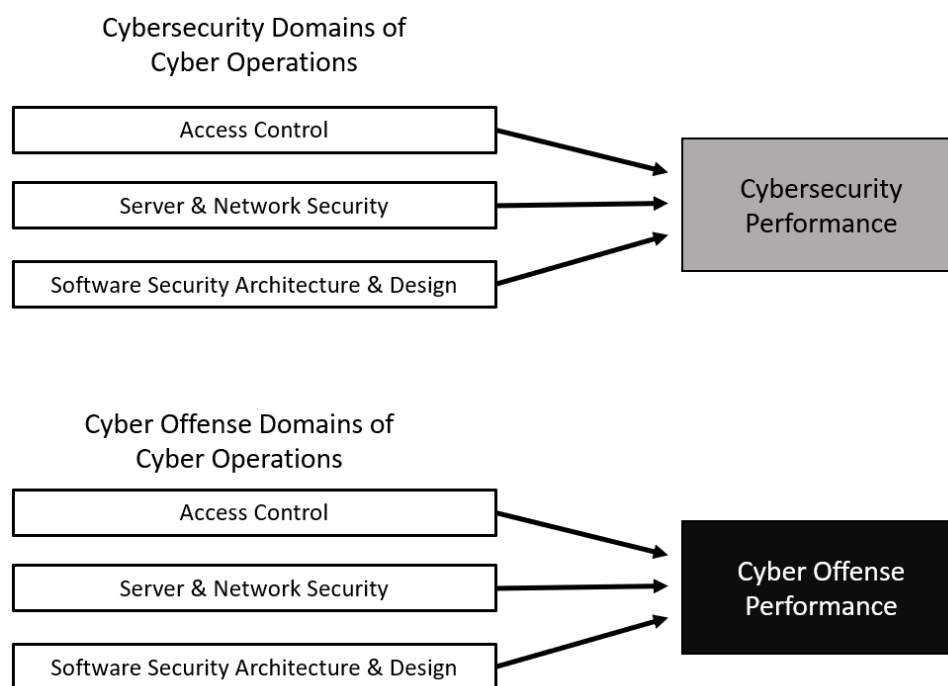 Cybersecurity Domains of
Cyber Operations
Access Control
Server & Network Security
Software Security Architecture & Design
Cybersecurity
Performance
Cyber Offense Domains of
Cyber Operations
Access Control
Server & Network Security
Software Security Architecture & Design
Cyber Offense
Performance